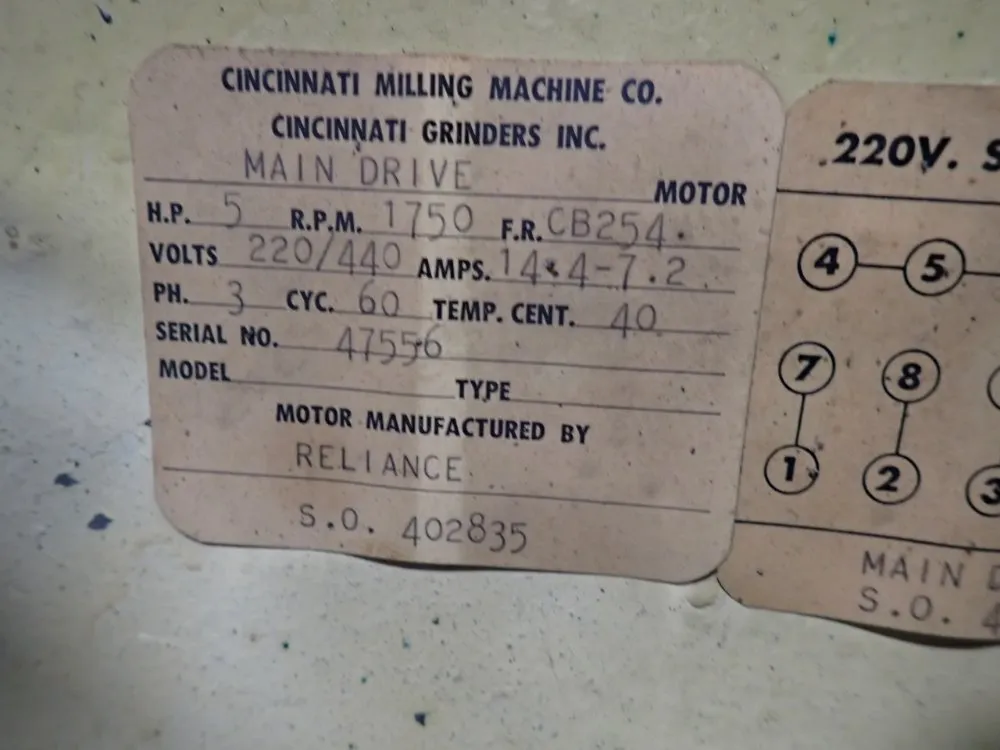 CINCINNATI MILLING MACHINE CO.
CINCINNATI GRINDERS INC.
MAIN DRIVE MOTOR
H.P. 5 R.P.M. 1750 F.R. CB254.
VOLTS 220/440 AMPS. 14.4-7.2
PH. 3 CYC. 60 TEMP. CENT. 40
SERIAL NO. 47556
MODEL TYPE
MOTOR MANUFACTURED BY
RELIANCE
S.O. 402835
220V.
4 5
7 8
1 2 3
MAIN
S.O. 4